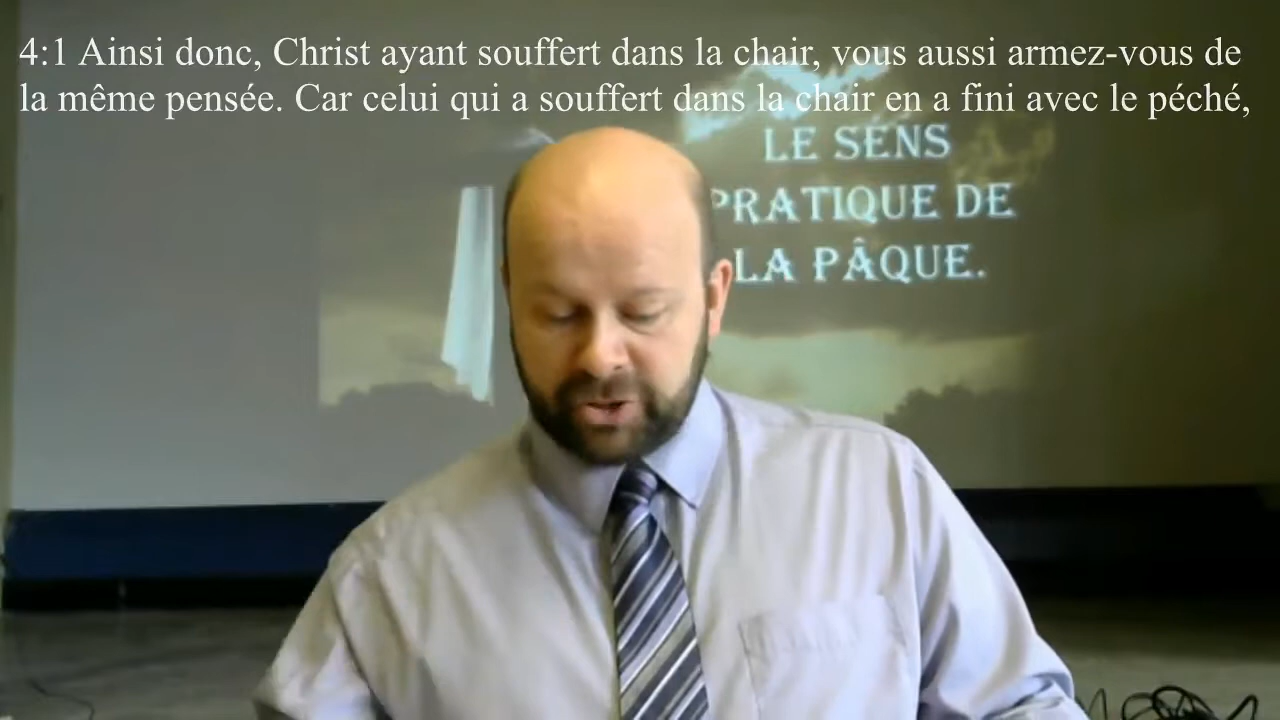 4:1 Ainsi donc, Christ ayant souffert dans la chair, vous aussi armez-vous de
la même pensée. Car celui qui a souffert dans la chair en a fini avec le péché,
LE SENS
PRATIQUE DE
LA PÂQUE.